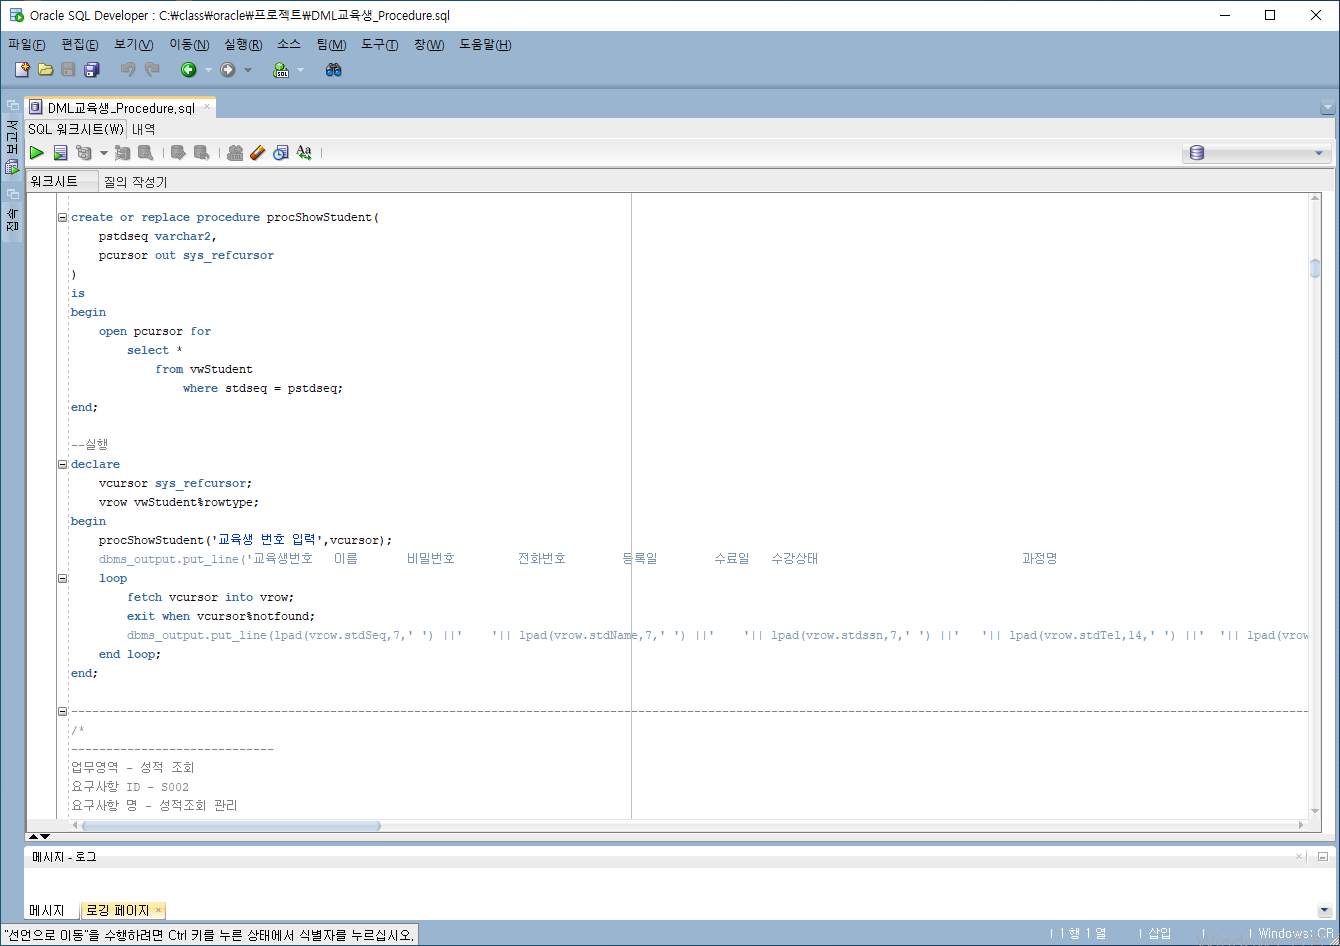 Oracle SQL Developer : C:\class\oracle\프로젝트\DML교육생_Procedure.sql
파일(F) 편집(E) 보기(V) 이동(N) 실행(R) 소스 팀(M) 도구(T) 창(W) 도움말(H)
DML교육생_Procedure.sql
보고서
접속
SQL 워크시트(W) 내역
워크시트 질의 작성기
create or replace procedure procShowStudent(
    pstdseq varchar2,
    pcursor out sys_refcursor
)
is
begin
    open pcursor for
        select *
            from vwStudent
                where stdseq = pstdseq;
end;
--실행
declare
    vcursor sys_refcursor;
    vrow vwStudent%rowtype;
begin
    procShowStudent('교육생 번호 입력',vcursor);
    dbms_output.put_line('교육생번호   이름       비밀번호         전화번호        등록일        수료일   수강상태                             과정명
    loop
        fetch vcursor into vrow;
        exit when vcursor%notfound;
        dbms_output.put_line(lpad(vrow.stdSeq,7,' ') ||'    '|| lpad(vrow.stdName,7,' ') ||'    '|| lpad(vrow.stdssn,7,' ') ||'   '|| lpad(vrow.stdTel,14,' ') ||'  '|| lpad(vrow
    end loop;
end;
/*
-----------------------------
업무영역 - 성적 조회
요구사항 ID - S002
요구사항 명 - 성적조회 관리
메시지 - 로그
메시지 로깅 페이지
"선언으로 이동"을 수행하려면 Ctrl 키를 누른 상태에서 식별자를 누르십시오.
1 행 1 열 삽입 Windows: CR